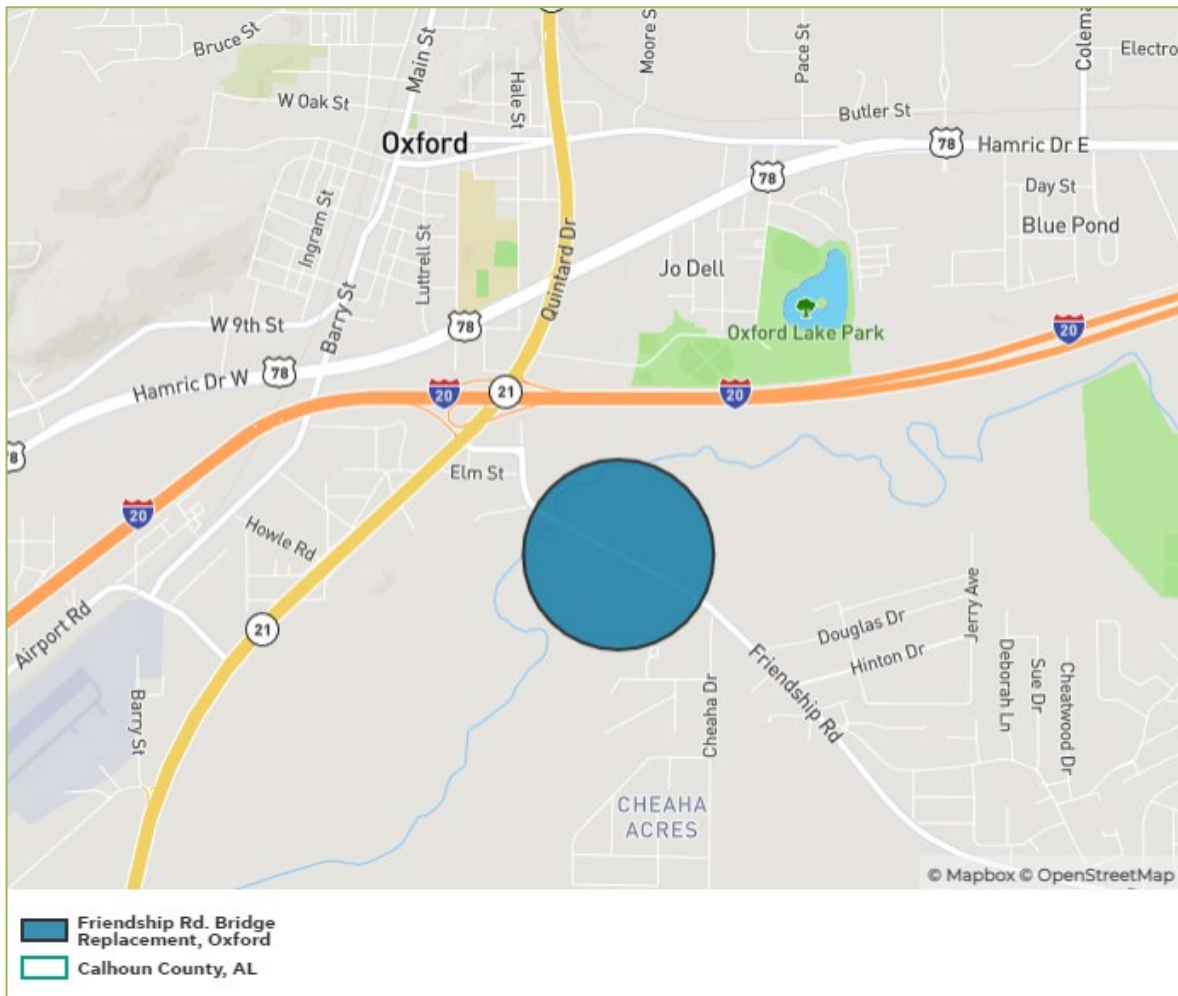 Bruce St
Main St
Moore S
Pace St
Colema
Electro
W Oak St
Hale St
Butler St
Oxford
78
Hamric Dr E
78
Day St
Ingram St
Luttrell St
Quintard Dr
Blue Pond
Jo Dell
W 9th St
Barry St
78
Oxford Lake Park
20
Hamric Dr W
78
20
21
20
78
Elm St
20
Howle Rd
Airport Rd
21
Jerry Ave
Douglas Dr
Hinton Dr
Deborah Ln
Sue Dr
Cheatwood Dr
Friendship Rd
Barry St
Cheaha Dr
CHEAHA
ACRES
© Mapbox © OpenStreetMap
Friendship Rd. Bridge
Replacement, Oxford
Calhoun County, AL